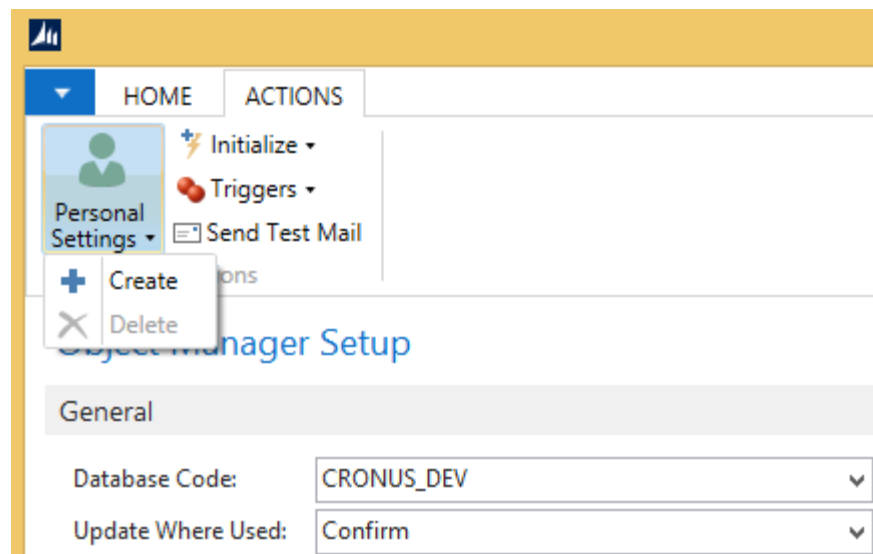 HOME ACTIONS
Initialize
Triggers
Personal
Settings
Send Test Mail
Create
Delete
Object Manager Setup
General
Database Code: CRONUS_DEV
Update Where Used: Confirm